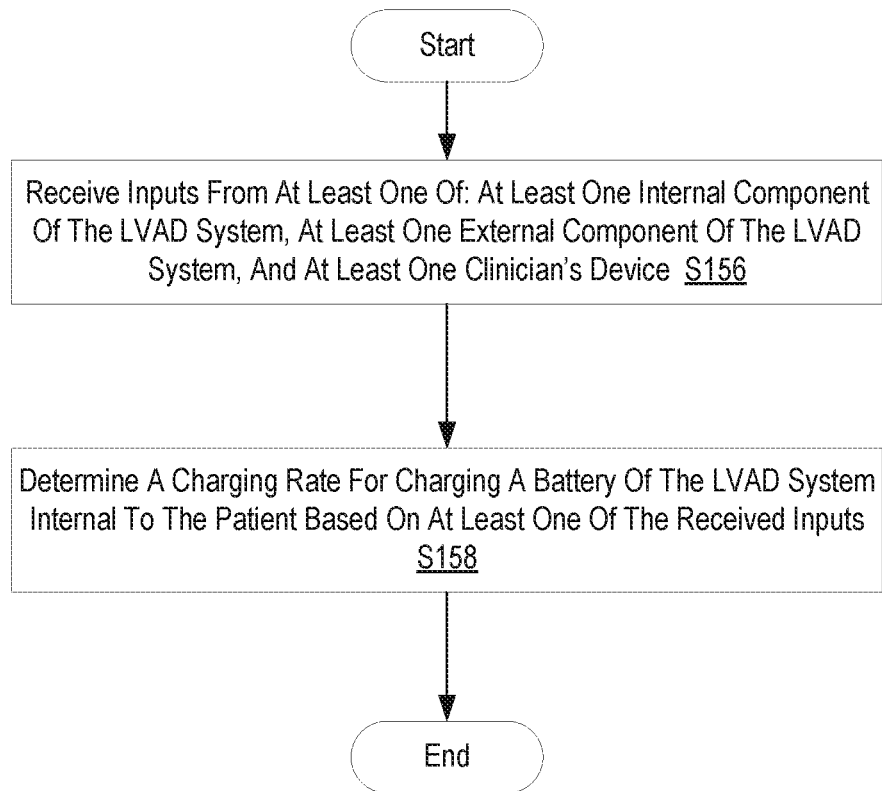 Start
Receive Inputs From At Least One Of: At Least One Internal Component
Of The LVAD System, At Least One External Component Of The LVAD
System, And At Least One Clinician's Device S156
Determine A Charging Rate For Charging A Battery Of The LVAD System
Internal To The Patient Based On At Least One Of The Received Inputs
S158
End